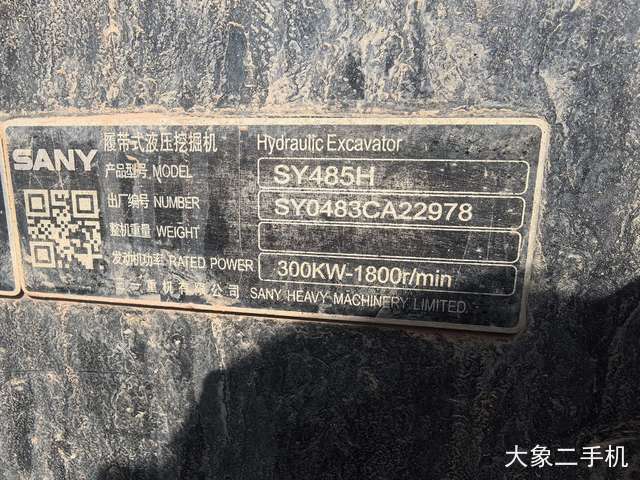 SANY 履带式液压挖掘机 Hydraulic Excavator
产品型号 MODEL SY485H
出厂编号 NUMBER SY0483CA22978
整机重量 WEIGHT
发动机功率 RATED POWER 300KW-1800r/min
三一重机有限公司 SANY HEAVY MACHINERY LIMITED.
大象二手机